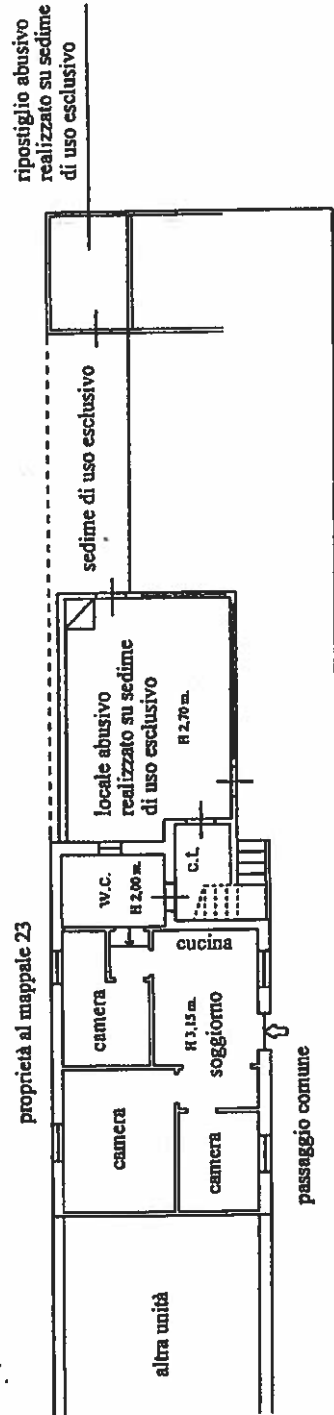 proprietà al mappale 23
altra unità
camera
camera
camera
H 3,15 m.
soggiorno
cucina
w.c.
H 2,00 m.
c.t.
locale abusivo
realizzato su sedime
di uso esclusivo
H 2,70 m.
sedime di uso esclusivo
ripostiglio abusivo
realizzato su sedime
di uso esclusivo
passaggio comune